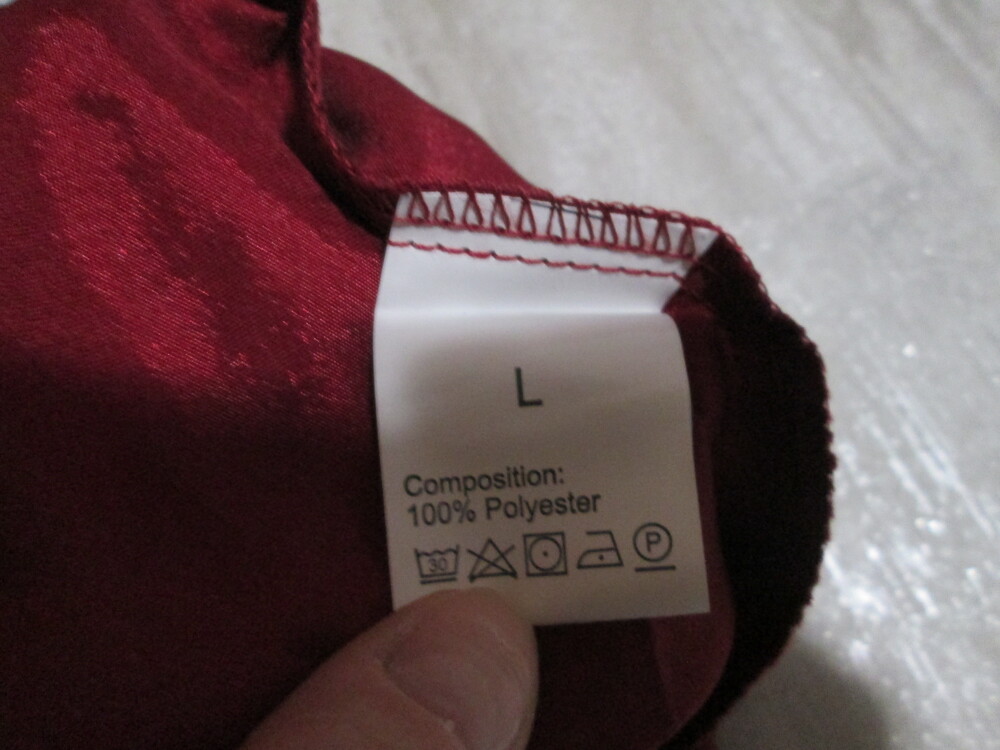 L
Composition:
100% Polyester
30 P